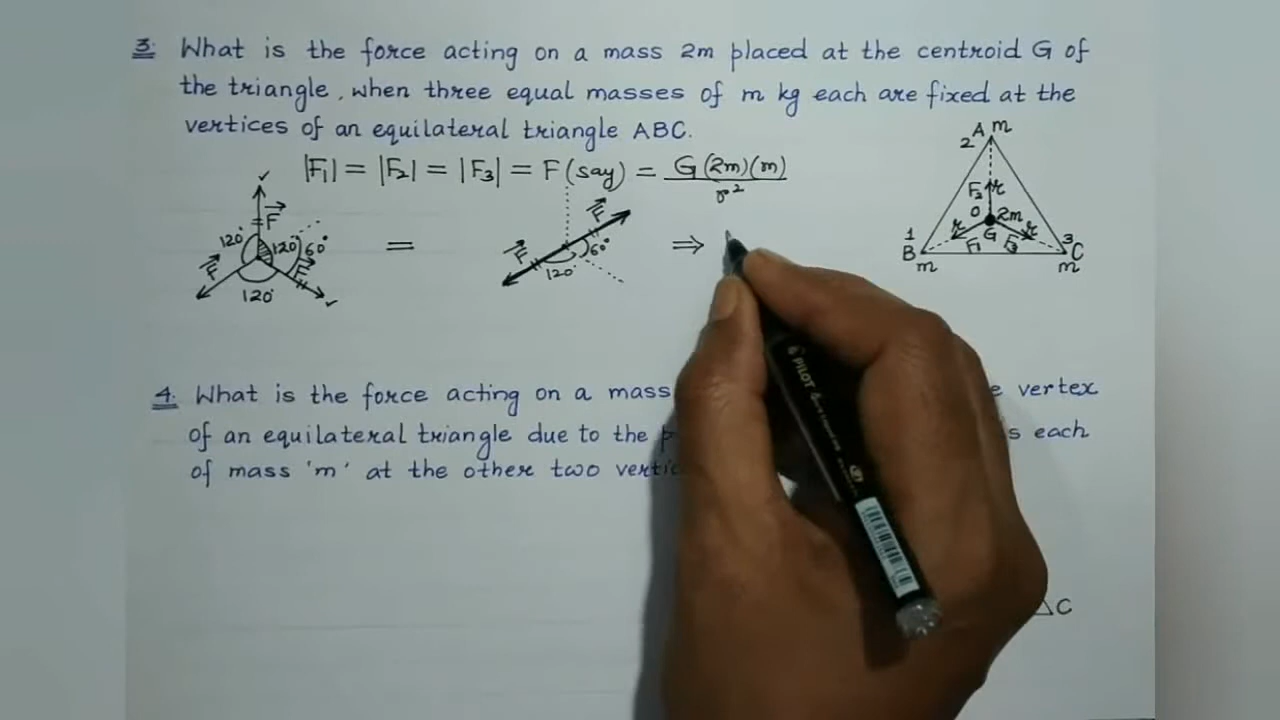 3. What is the force acting on a mass 2m placed at the centroid G of
the triangle, when three equal masses of m kg each are fixed at the
vertices of an equilateral triangle ABC.
|F1| = |F2| = |F3| = F (say) = G(2m)(m)
r²
A m
2
F2 r
O 2m
G
r r
1 3
B C
F1 F3
m m
F
120° 120° 60°
F F
120°
=
F
F
60°
120°
⇒
4. What is the force acting on a mass vertex
of an equilateral triangle due to the each
of mass 'm' at the other two
C
PILOT